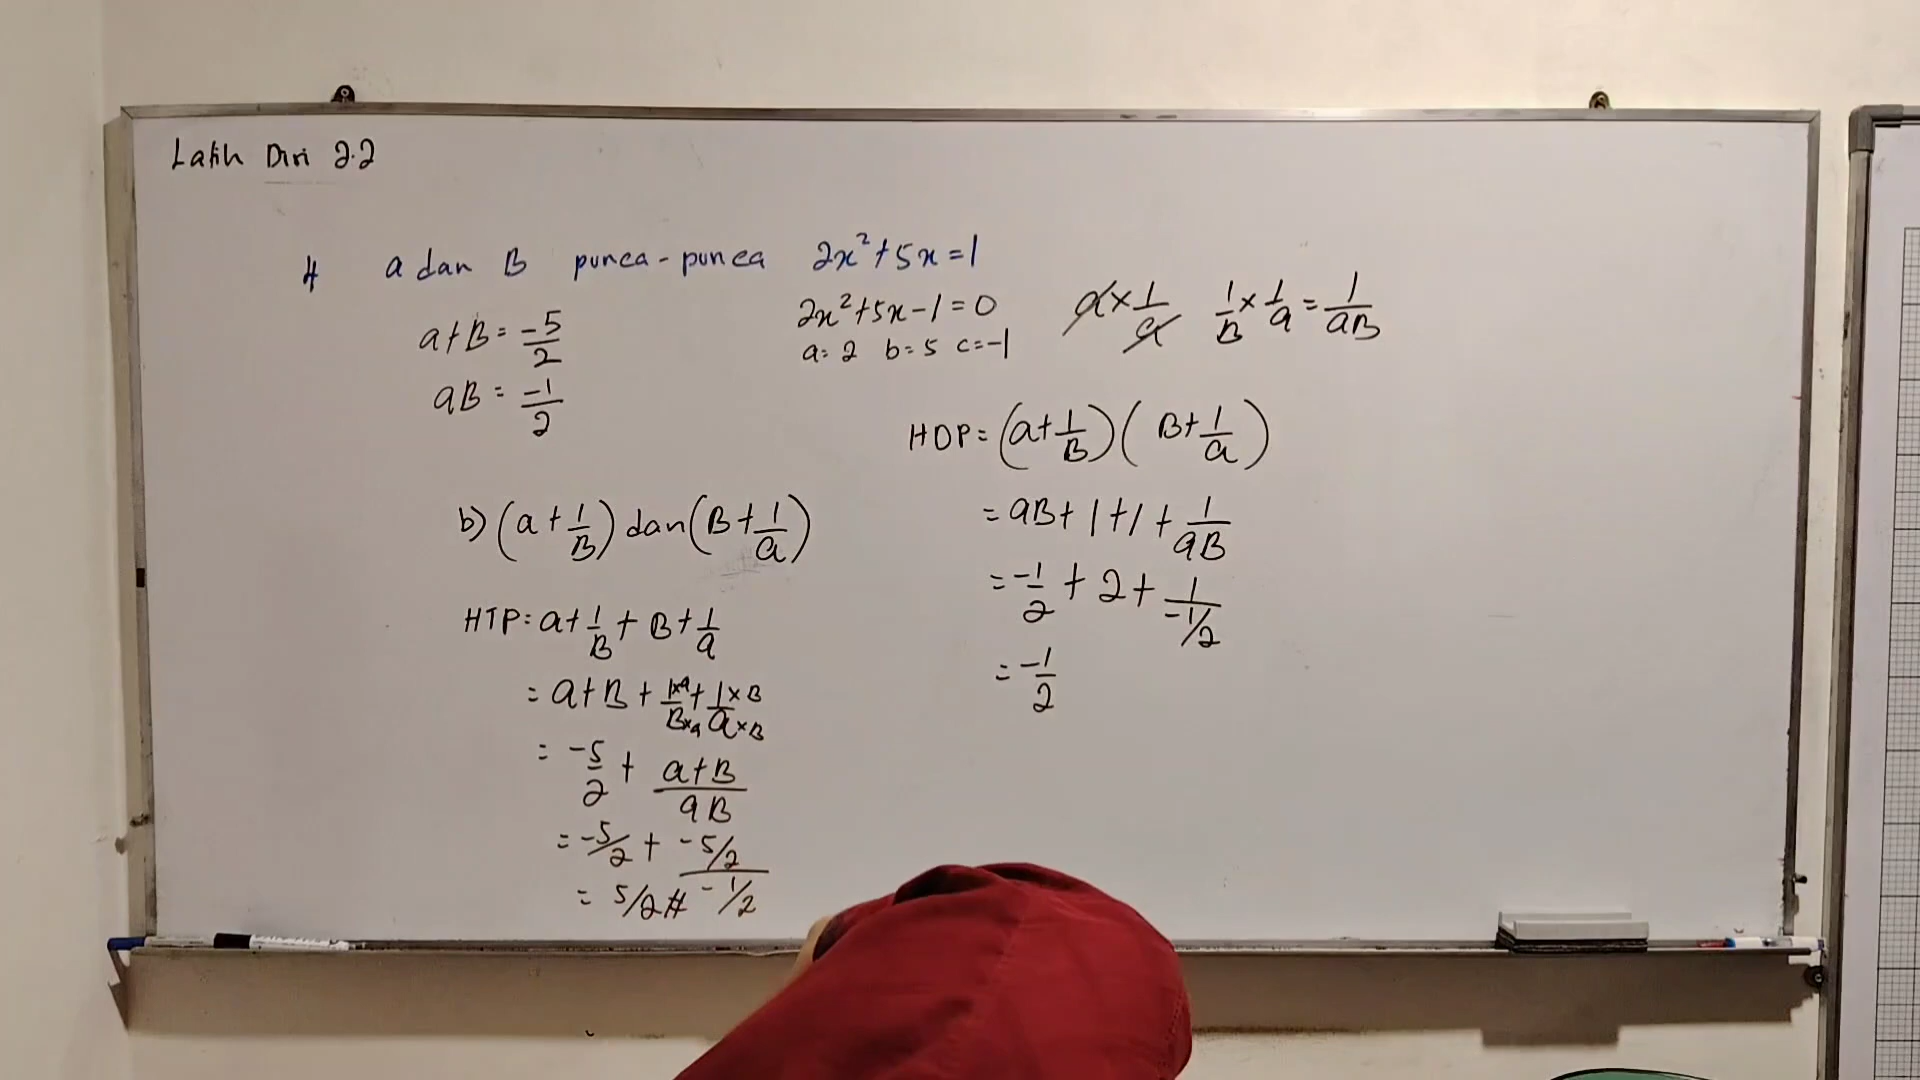 Latih Diri 2.2
4 a dan B punca-punca 2x²+5x=1
a+B = -5/2
aB = -1/2
2x²+5x-1=0
a=2 b=5 c=-1
a×1/a 1/B×1/a=1/aB
b) (a+1/B) dan (B+1/a)
HTP: a+1/B+B+1/a
= a+B+1×a/B×a+1×B/a×B
= -5/2+a+B/aB
= -5/2+-5/2/-1/2
= 5/2#
HDP=(a+1/B)(B+1/a)
= aB+1+1+1/aB
= -1/2+2+1/-1/2
= -1/2